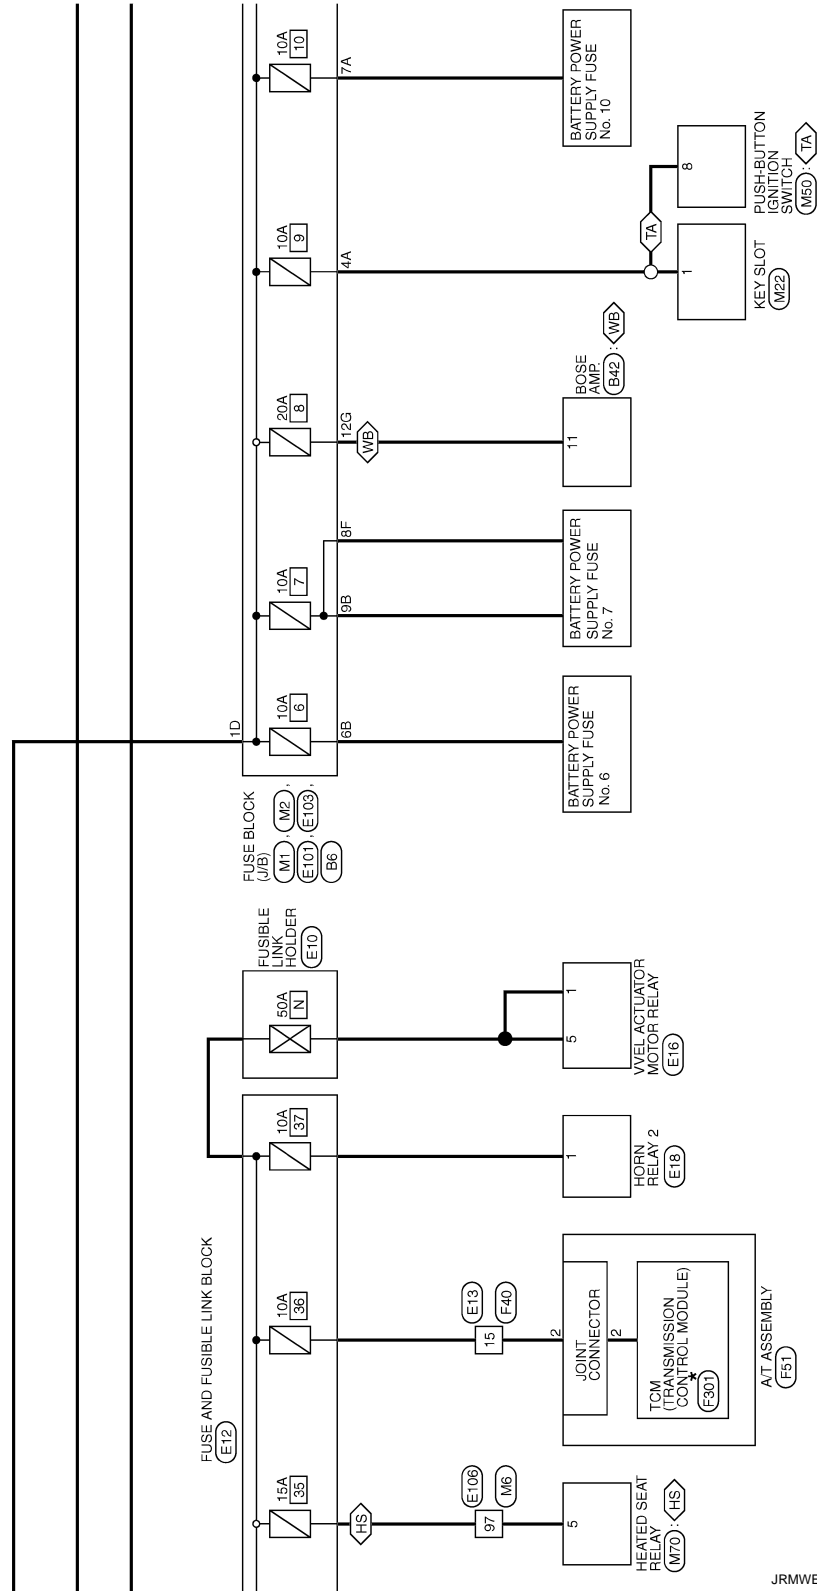 10A
10
7A
BATTERY POWER
SUPPLY FUSE
No. 10
10A
9
4A
TA
8
PUSH-BUTTON
IGNITION
SWITCH
M50 : TA
1
KEY SLOT
M22
20A
8
12G
WB
11
BOSE
AMP.
B42 : WB
10A
7
8F
9B
BATTERY POWER
SUPPLY FUSE
No. 7
1D
10A
6
6B
BATTERY POWER
SUPPLY FUSE
No. 6
FUSE BLOCK
(J/B)
M1 , M2 ,
E101 , E103 ,
B6
FUSIBLE
LINK
HOLDER
E10
50A
N
1
5
VVEL ACTUATOR
MOTOR RELAY
E16
10A
37
1
HORN
RELAY 2
E18
FUSE AND FUSIBLE LINK BLOCK
E12
10A
36
E13
15
F40
2
JOINT
CONNECTOR
2
TCM
(TRANSMISSION
CONTROL MODULE)
*
F301
A/T ASSEMBLY
F51
15A
35
HS
E106
97
M6
5
HEATED SEAT
RELAY
M70 : HS
JRMWE